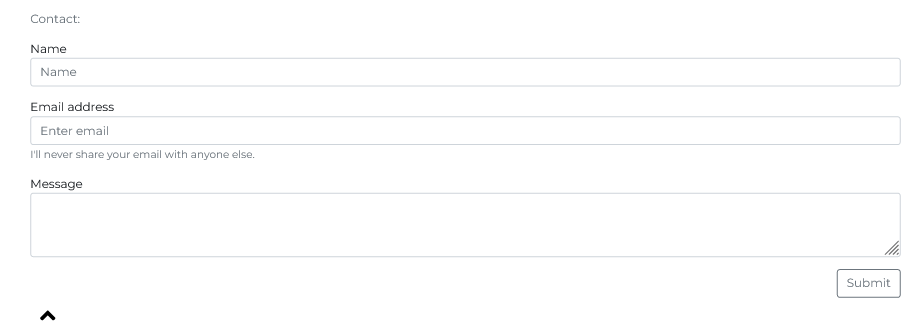 Contact:
Name
Name
Email address
Enter email
I'll never share your email with anyone else.
Message
Submit